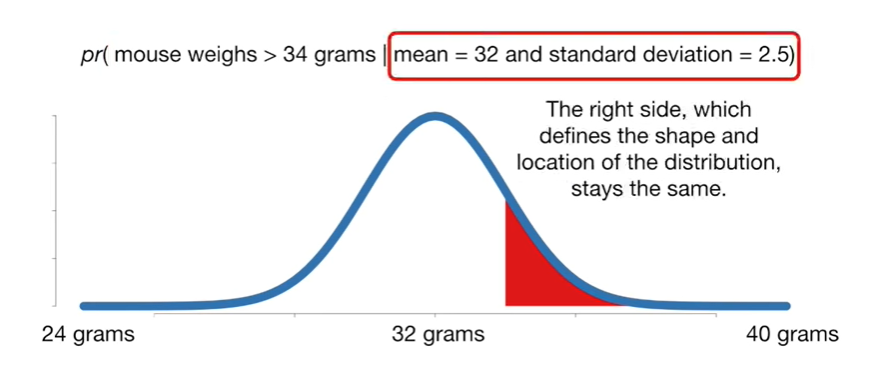 pr( mouse weighs > 34 grams | mean = 32 and standard deviation = 2.5)
The right side, which
defines the shape and
location of the distribution,
stays the same.
24 grams
32 grams
40 grams